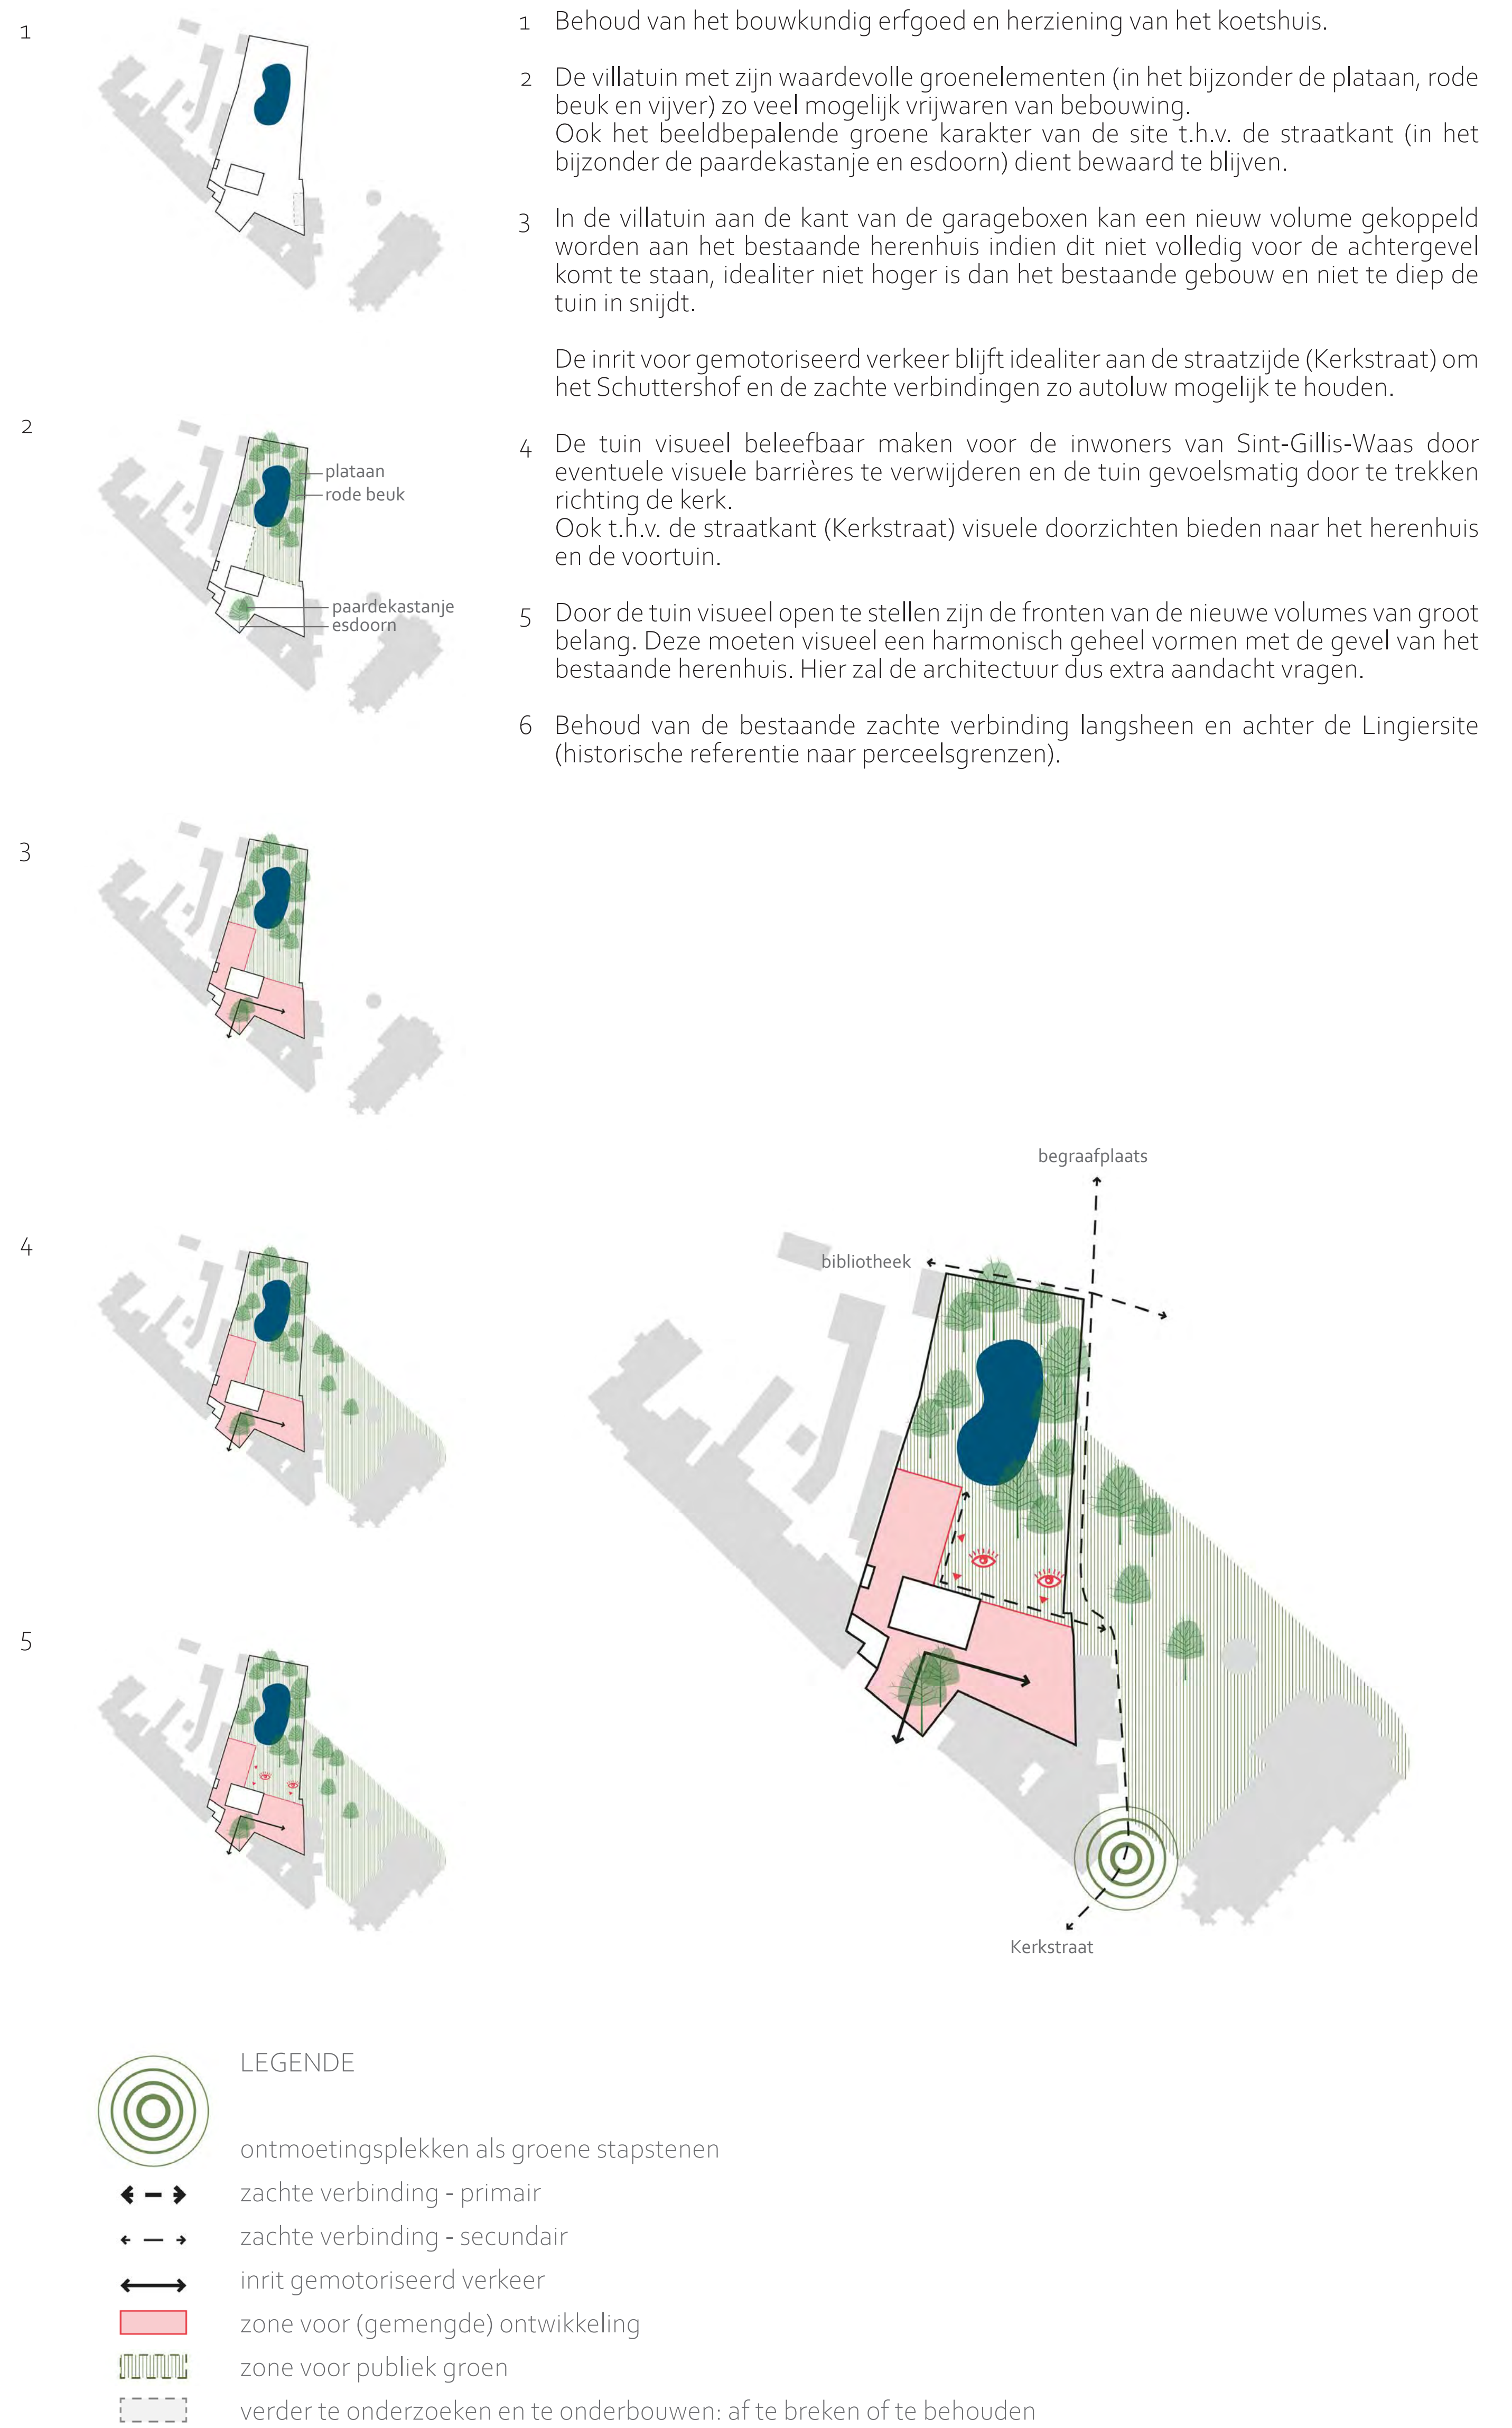 1 Behoud van het bouwkundig erfgoed en herziening van het koetshuis.
2 De villatuin met zijn waardevolle groenelementen (in het bijzonder de plataan, rode
beuk en vijver) zo veel mogelijk vrijwaren van bebouwing.
Ook het beeldbepalende groene karakter van de site t.h.v. de straatkant (in het
bijzonder de paardekastanje en esdoorn) dient bewaard te blijven.
3 In de villatuin aan de kant van de garageboxen kan een nieuw volume gekoppeld
worden aan het bestaande herenhuis indien dit niet volledig voor de achtergevel
komt te staan, idealiter niet hoger is dan het bestaande gebouw en niet te diep de
tuin in snijdt.
De inrit voor gemotoriseerd verkeer blijft idealiter aan de straatzijde (Kerkstraat) om
het Schuttershof en de zachte verbindingen zo autoluw mogelijk te houden.
4 De tuin visueel beleefbaar maken voor de inwoners van Sint-Gillis-Waas door
eventuele visuele barrières te verwijderen en de tuin gevoelsmatig door te trekken
richting de kerk.
Ook t.h.v. de straatkant (Kerkstraat) visuele doorzichten bieden naar het herenhuis
en de voortuin.
5 Door de tuin visueel open te stellen zijn de fronten van de nieuwe volumes van groot
belang. Deze moeten visueel een harmonisch geheel vormen met de gevel van het
bestaande herenhuis. Hier zal de architectuur dus extra aandacht vragen.
6 Behoud van de bestaande zachte verbinding langsheen en achter de Lingiersite
(historische referentie naar perceelsgrenzen).
1
2
plataan
rode beuk
paardekastanje
esdoorn
3
4
5
begraafplaats
bibliotheek
Kerkstraat
LEGENDE
ontmoetingsplekken als groene stapstenen
zachte verbinding - primair
zachte verbinding - secundair
inrit gemotoriseerd verkeer
zone voor (gemengde) ontwikkeling
zone voor publiek groen
verder te onderzoeken en te onderbouwen: af te breken of te behouden